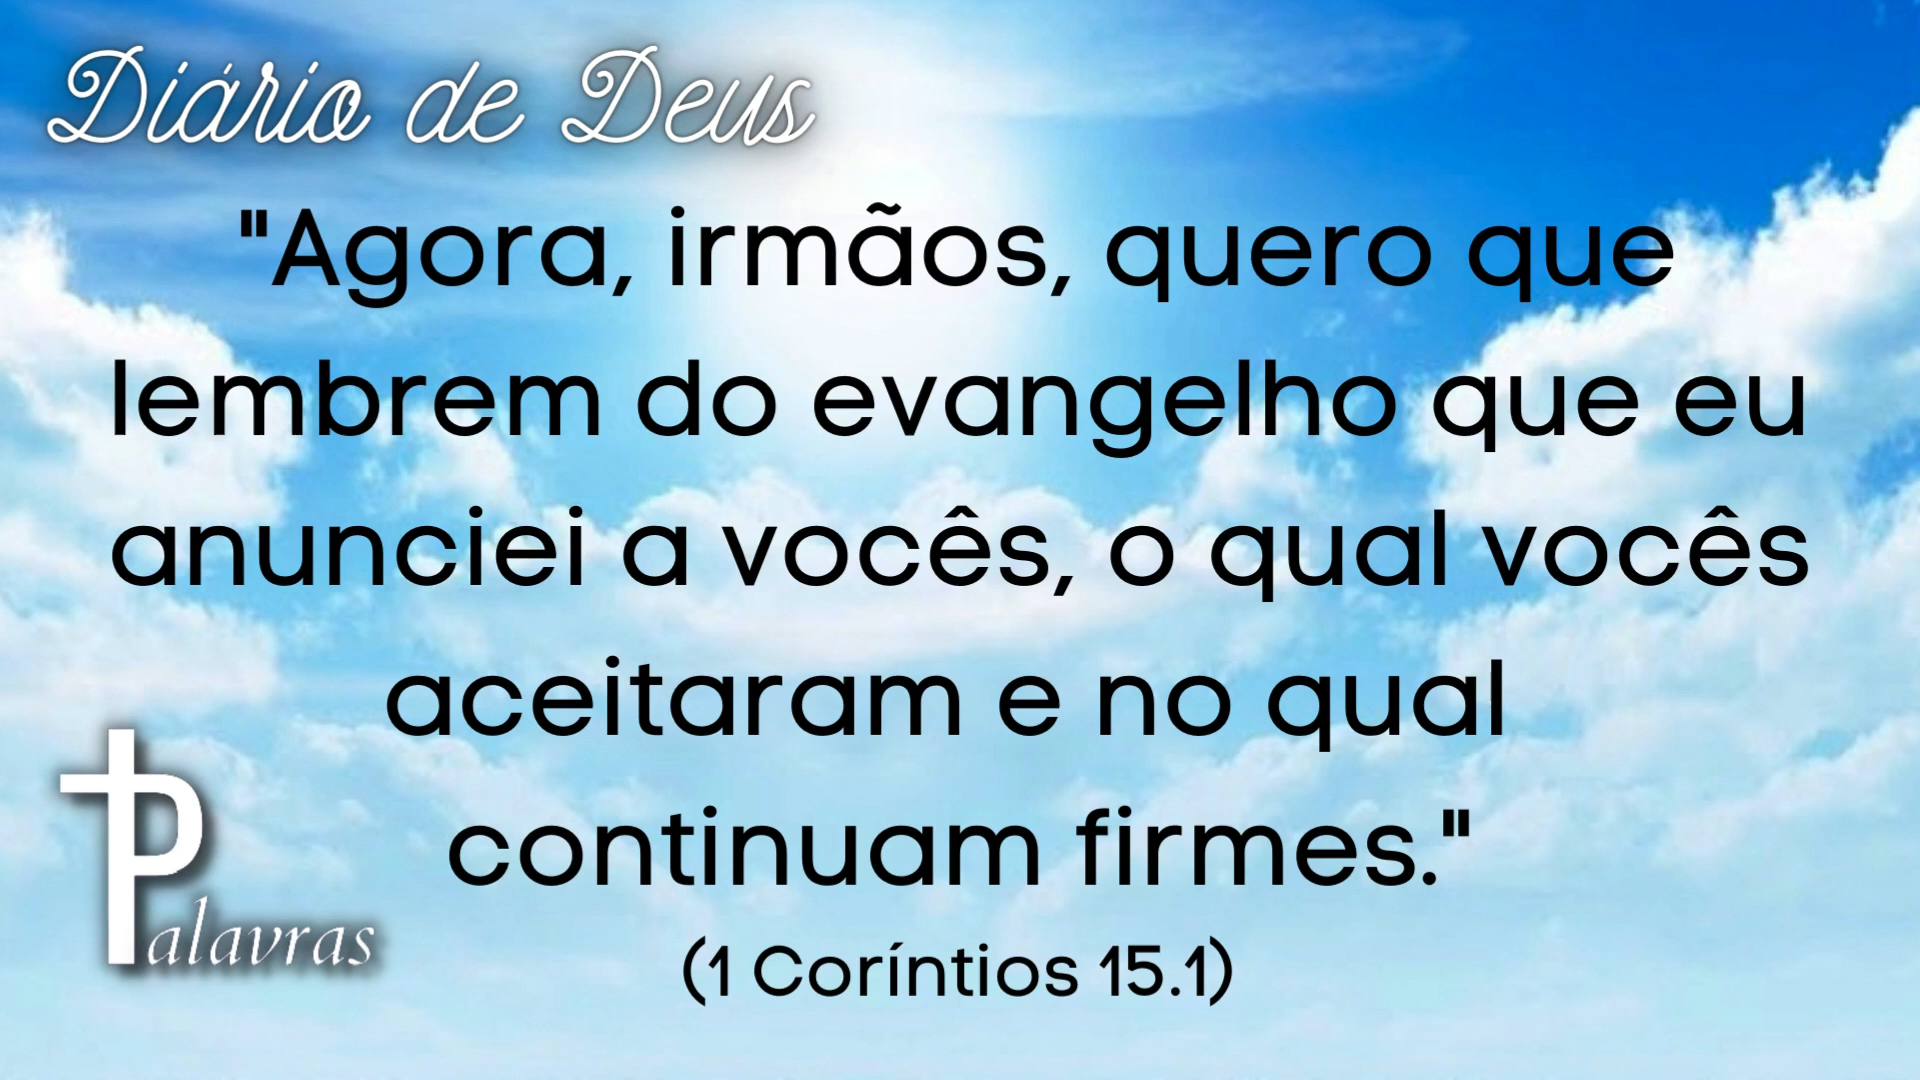 Diário de Deus
"Agora, irmãos, quero que
lembrem do evangelho que eu
anunciei a vocês, o qual vocês
aceitaram e no qual
continuam firmes."
(1 Coríntios 15.1)
Palavras